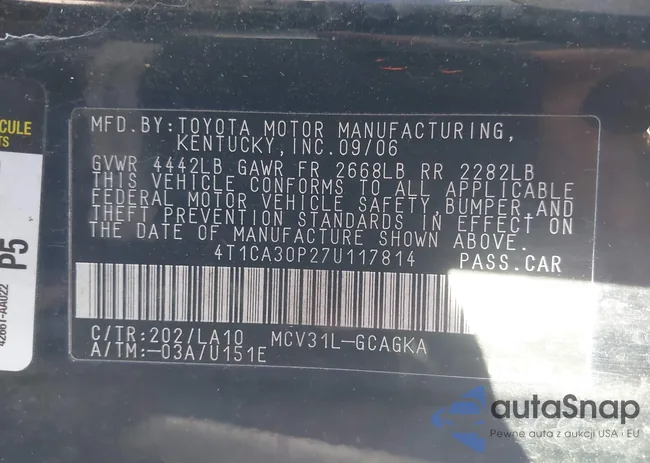 MFD.BY:TOYOTA MOTOR MANUFACTURING,
KENTUCKY, INC.09/06
GVWR 4442LB GAWR FR 2668LB RR 2282LB
THIS VEHICLE CONFORMS TO ALL APPLICABLE
FEDERAL MOTOR VEHICLE SAFETY, BUMPER, AND
THEFT PREVENTION STANDARDS IN EFFECT ON
THE DATE OF MANUFACTURE SHOWN ABOVE.
4T1CA30P27U117814 PASS.CAR
C/TR:202/LA10 MCV31L-GCAGKA
A/TM:-03A/U151E
P5
42661-AA022
autaSnap
Pewne auta z aukcji USA i EU